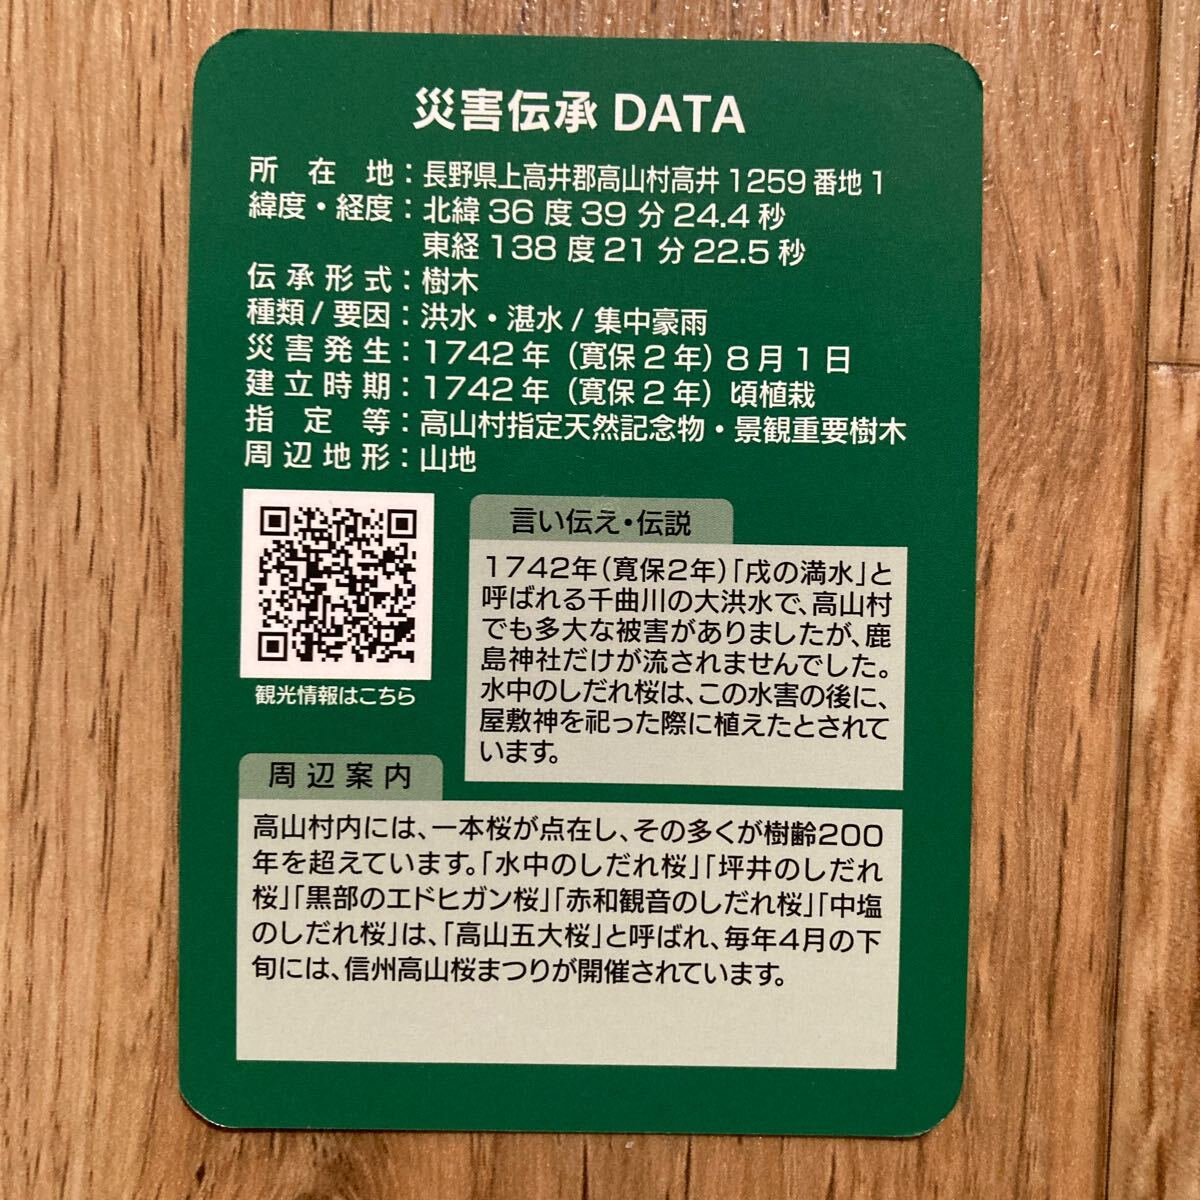 災害伝承 DATA
所在地：長野県上高井郡高山村高井 1259 番地 1
緯度・経度：北緯 36 度 39 分 24.4 秒
東経 138 度 21 分 22.5 秒
伝承形式：樹木
種類 / 要因：洪水・湛水 / 集中豪雨
災害発生：1742 年（寛保 2 年）8 月 1 日
建立時期：1742 年（寛保 2 年）頃植栽
指定等：高山村指定天然記念物・景観重要樹木
周辺地形：山地
観光情報はこちら
言い伝え・伝説
1742年（寛保2年）「戌の満水」と
呼ばれる千曲川の大洪水で、高山村
でも多大な被害がありましたが、鹿
島神社だけが流されませんでした。
水中のしだれ桜は、この水害の後に、
屋敷神を祀った際に植えたとされて
います。
周辺案内
高山村内には、一本桜が点在し、その多くが樹齢200
年を超えています。「水中のしだれ桜」「坪井のしだれ
桜」「黒部のエドヒガン桜」「赤和観音のしだれ桜」「中塩
のしだれ桜」は、「高山五大桜」と呼ばれ、毎年4月の下
旬には、信州高山桜まつりが開催されています。